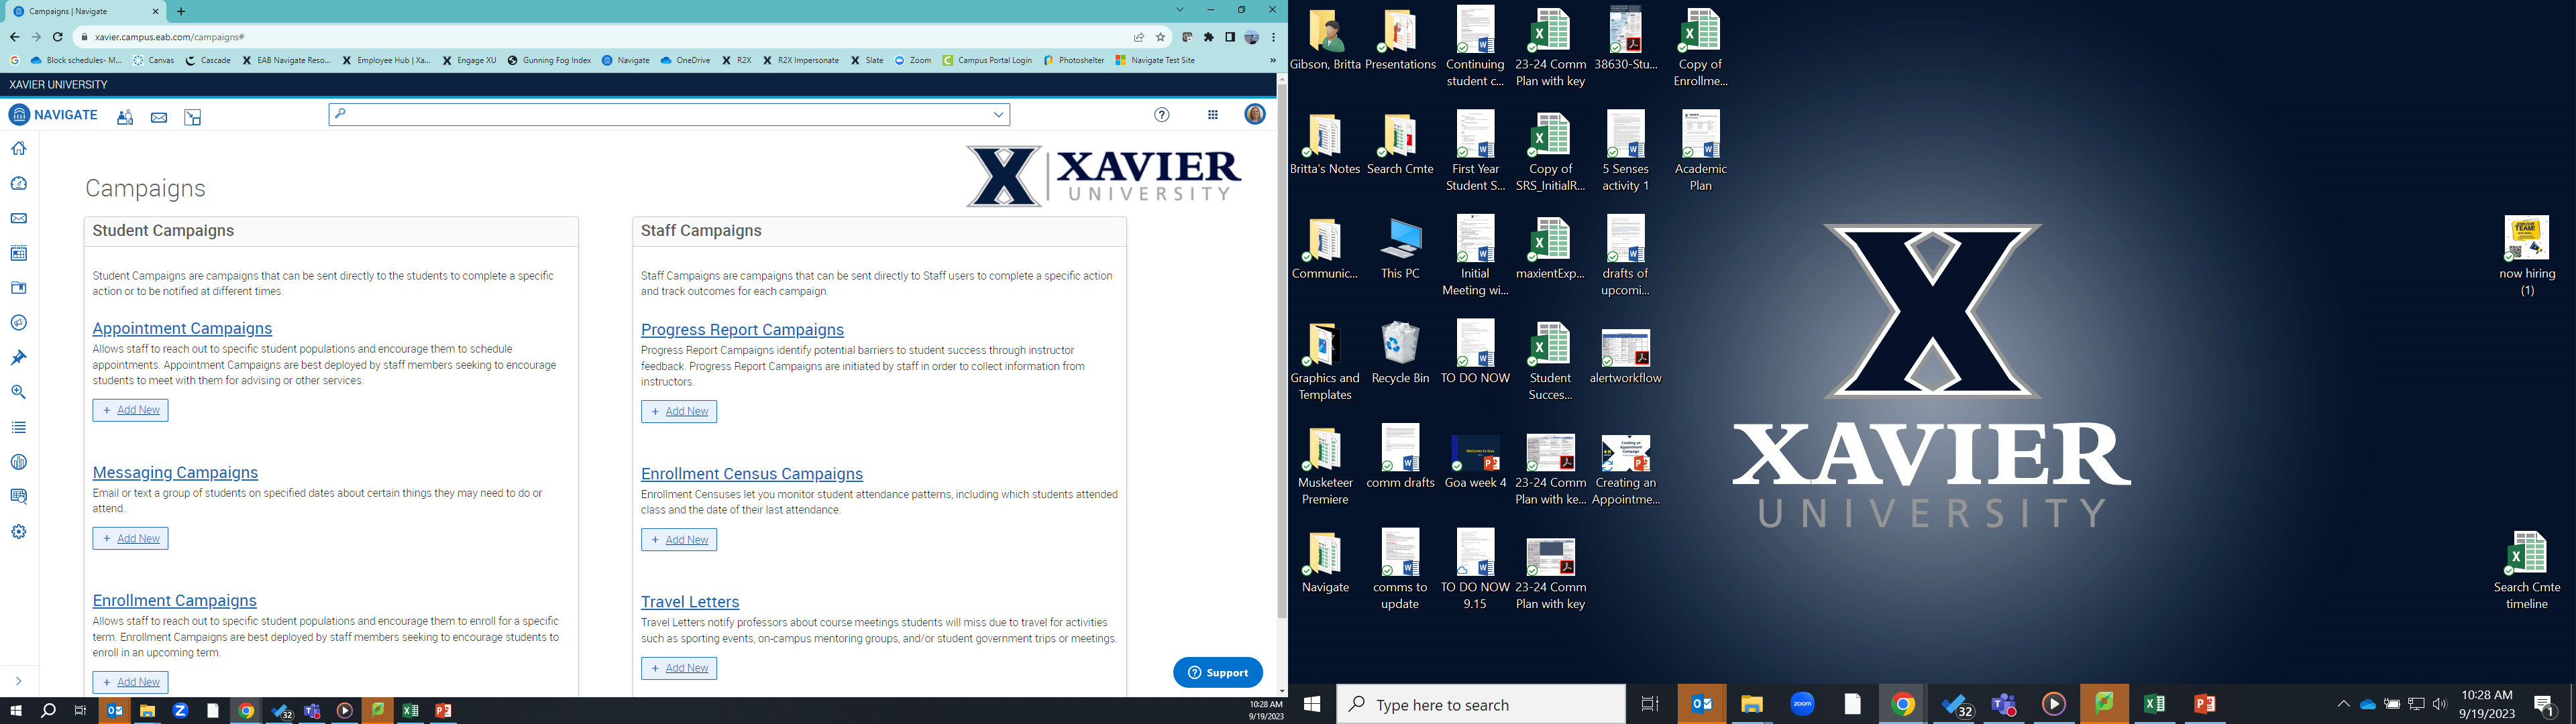 Campaigns | Navigate
xavier.campus.eab.com/campaigns#
Block schedules- M... Canvas Cascade EAB Navigate Reso... Employee Hub | Xa... Engage XU Gunning Fog Index Navigate OneDrive R2X R2X Impersonate Slate Zoom Campus Portal Login Photoshelter Navigate Test Site »
XAVIER UNIVERSITY
NAVIGATE
XAVIER
UNIVERSITY
Campaigns
Student Campaigns
Student Campaigns are campaigns that can be sent directly to the students to complete a specific
action or to be notified at different times.
Appointment Campaigns
Allows staff to reach out to specific student populations and encourage them to schedule
appointments. Appointment Campaigns are best deployed by staff members seeking to encourage
students to meet with them for advising or other services.
+ Add New
Messaging Campaigns
Email or text a group of students on specified dates about certain things they may need to do or
attend.
+ Add New
Enrollment Campaigns
Allows staff to reach out to specific student populations and encourage them to enroll for a specific
term. Enrollment Campaigns are best deployed by staff members seeking to encourage students to
enroll in an upcoming term.
+ Add New
Staff Campaigns
Staff Campaigns are campaigns that can be sent directly to Staff users to complete a specific action
and track outcomes for each campaign.
Progress Report Campaigns
Progress Report Campaigns identify potential barriers to student success through instructor
feedback. Progress Report Campaigns are initiated by staff in order to collect information from
instructors.
+ Add New
Enrollment Census Campaigns
Enrollment Censuses let you monitor student attendance patterns, including which students attended
class and the date of their last attendance.
+ Add New
Travel Letters
Travel Letters notify professors about course meetings students will miss due to travel for activities
such as sporting events, on-campus mentoring groups, and/or student government trips or meetings.
+ Add New
Support
32
10:28 AM
9/19/2023
Gibson, Britta
Presentations
Continuing
student c...
23-24 Comm
Plan with key
38630-Stu...
Copy of
Enrollme...
Britta's Notes
Search Cmte
First Year
Student S...
Copy of
SRS_InitialR...
5 Senses
activity 1
Academic
Plan
Communic...
This PC
Initial
Meeting wi...
maxientExp...
drafts of
upcomi...
now hiring
(1)
Graphics and
Templates
Recycle Bin
TO DO NOW
Student
Succes...
alertworkflow
Musketeer
Premiere
comm drafts
Goa week 4
23-24 Comm
Plan with ke...
Creating an
Appointme...
Navigate
comms to
update
TO DO NOW
9.15
23-24 Comm
Plan with key
Search Cmte
timeline
XAVIER
UNIVERSITY
Type here to search
zoom
32
10:28 AM
9/19/2023
1